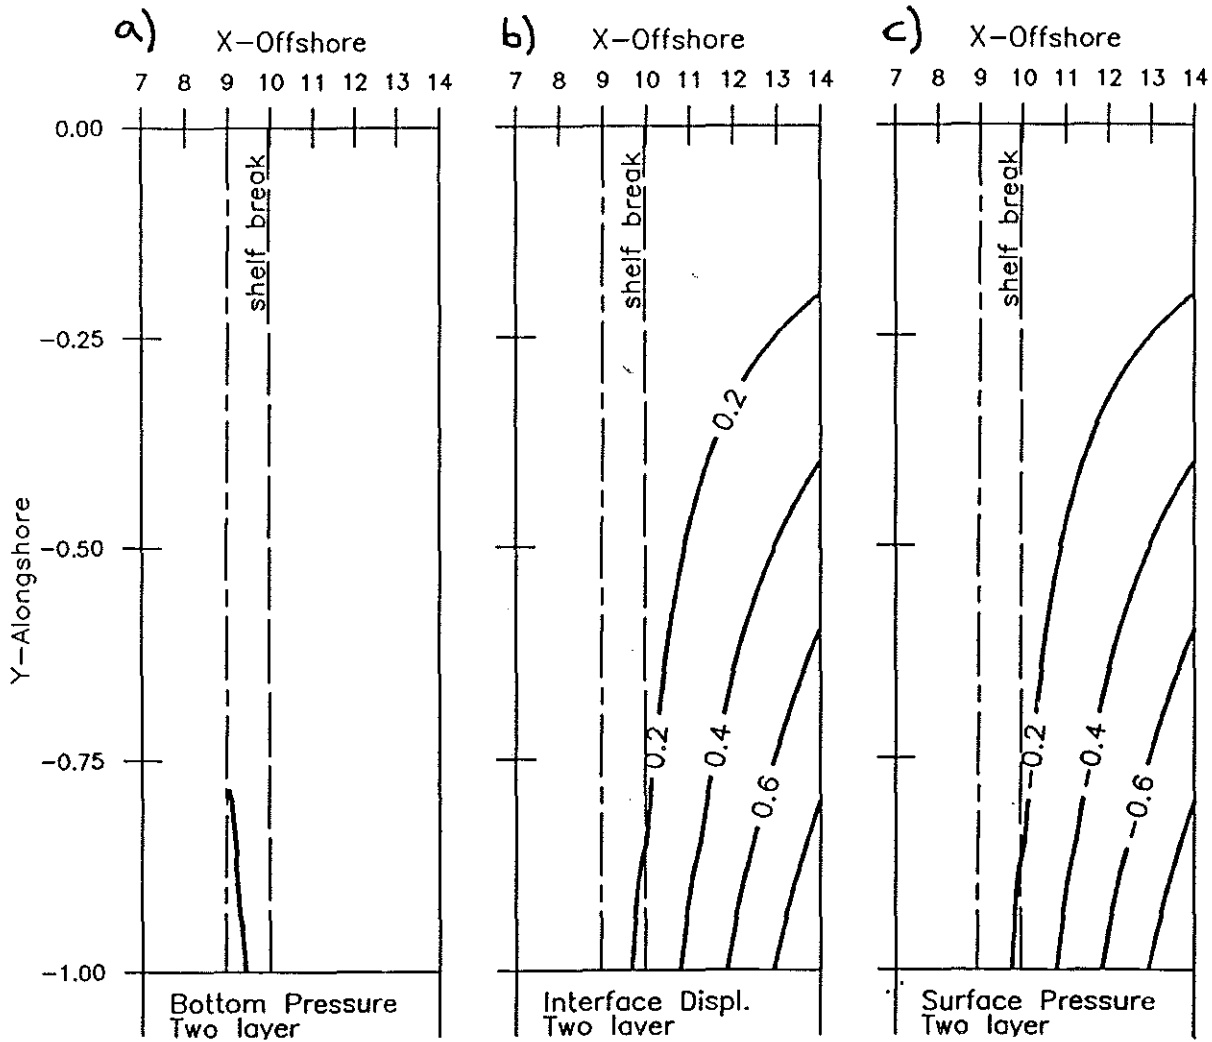 a)
X-Offshore
7 8 9 10 11 12 13 14
0.00
-0.25
-0.50
-0.75
-1.00
Y-Alongshore
shelf break
Bottom Pressure
Two layer
b)
X-Offshore
7 8 9 10 11 12 13 14
shelf break
0.2
0.2
0.4
0.6
Interface Displ.
Two layer
c)
X-Offshore
7 8 9 10 11 12 13 14
shelf break
-0.2
-0.4
-0.6
Surface Pressure
Two layer